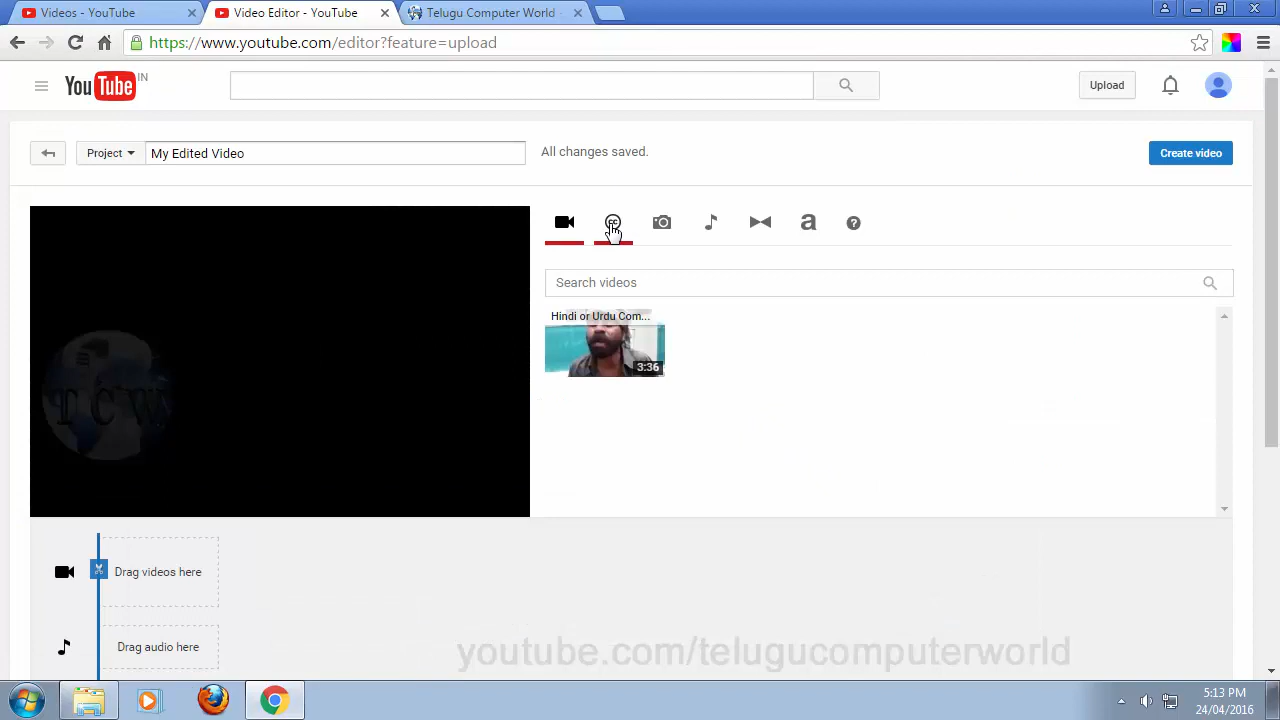 Videos - YouTube
Video Editor - YouTube
Telugu Computer World -
https://www.youtube.com/editor?feature=upload
YouTube IN
Upload
Project
My Edited Video
All changes saved.
Create video
CC
a
?
Search videos
Hindi or Urdu Com...
3:36
TCW
Drag videos here
Drag audio here
youtube.com/telugucomputerworld
5:13 PM
24/04/2016